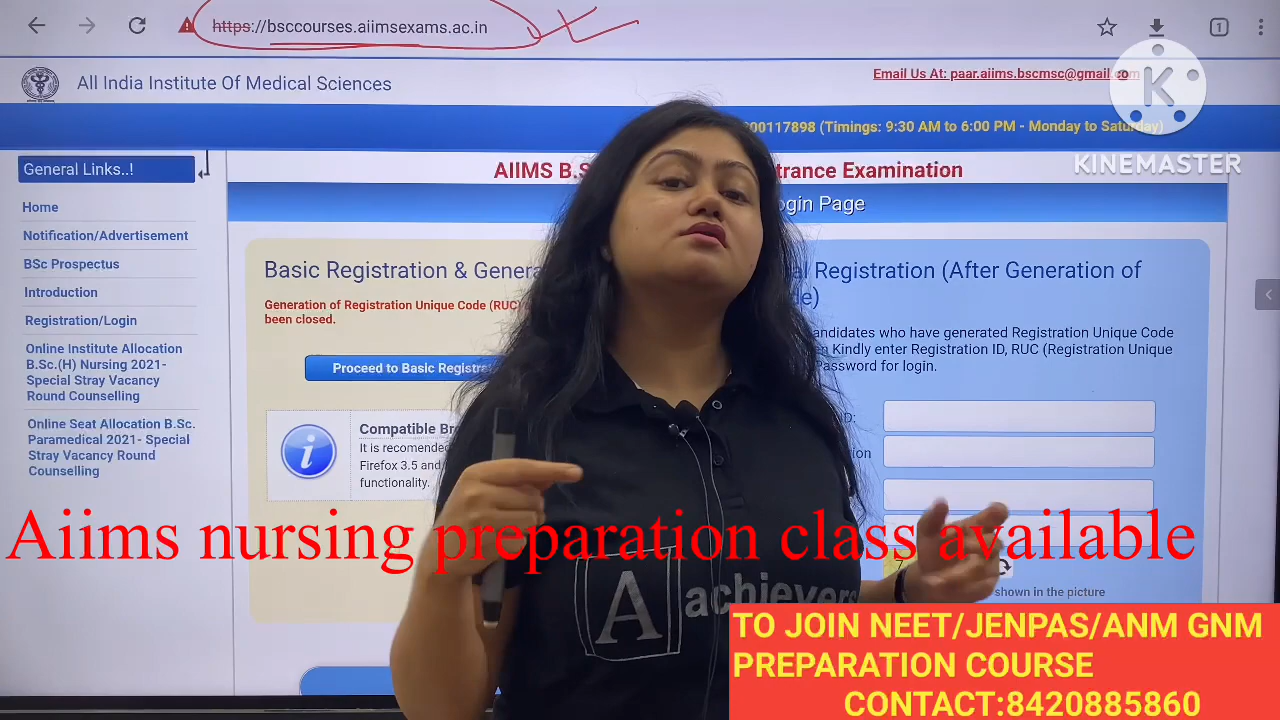 https://bsccourses.aiimsexams.ac.in
1
All India Institute Of Medical Sciences
Email Us At: paar.aiims.bscmsc@gmail.com
00117898 (Timings: 9:30 AM to 6:00 PM - Monday to Saturday)
K
KINEMASTER
General Links..!
AIIMS B.S trance Examination
ogin Page
Home
Notification/Advertisement
BSc Prospectus
Introduction
Registration/Login
Online Institute Allocation
B.Sc.(H) Nursing 2021-
Special Stray Vacancy
Round Counselling
Online Seat Allocation B.Sc.
Paramedical 2021- Special
Stray Vacancy Round
Counselling
Basic Registration & Genera
Generation of Registration Unique Code (RUC)
been closed.
Proceed to Basic Registra
Compatible Br
It is recomended
Firefox 3.5 and
functionality.
al Registration (After Generation of
de)
andidates who have generated Registration Unique Code
n Kindly enter Registration ID, RUC (Registration Unique
Password for login.
ID:
ion
shown in the picture
Aiims nursing preparation class available
A achievers
TO JOIN NEET/JENPAS/ANM GNM
PREPARATION COURSE
CONTACT:8420885860